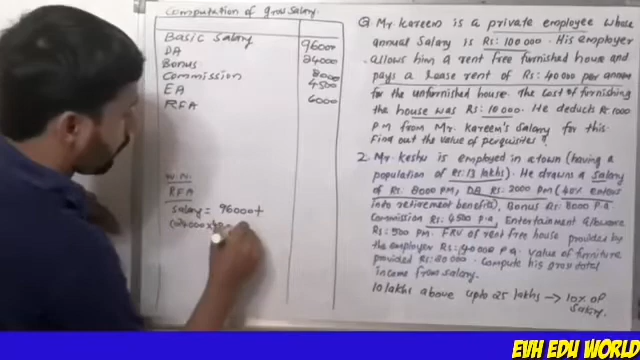 Computation of gross salary.
Basic Salary 96000
DA 24000
Bonus 8000
Commission 4500
EA 6000
RFA
W.N.
RFA
Salary = 96000+
(24000x
Q. Mr. Kareem is a private employee whose
annual Salary is Rs: 100000. His employer
allows him a rent free furnished house and
pays a lease rent of Rs: 40000 per annum
for the unfurnished house. The cost of furnishing
the house was Rs: 10000. He deducts Rs 1000
PM from Mr. Kareem's Salary for this.
Find out the value of perquisites?
2. Mr. Keshu is employed in a town (having a
population of Rs: 13 lakhs). He drawns salary
of Rs: 8000 PM, DA Rs: 2000 pm (40% enters
into retirement benefits), Bonus Rs: 8000 P.a
Commission Rs: 4500 p.a, Entertainment Allowance
Rs: 500 pm. FRV of rent free house provided by
the employer Rs: 40000 P.a. value of furniture
provided Rs: 20000. Compute his gross total
income from salary.
10 lakhs above upto 25 lakhs → 10% of
Salary.
EVH EDU WORLD